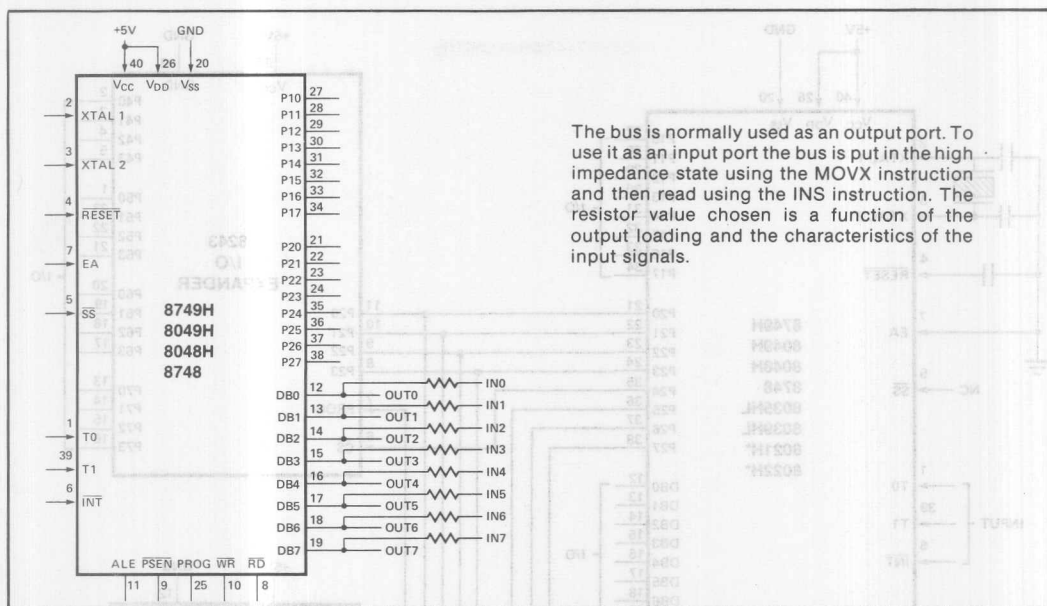 +5V GND
40 26 20
VCC VDD VSS
2 XTAL 1
3 XTAL 2
4 RESET
7 EA
5 SS
8749H
8049H
8048H
8748
1 T0
39 T1
6 INT
P10 27
P11 28
P12 29
P13 30
P14 31
P15 32
P16 33
P17 34
P20 21
P21 22
P22 23
P23 24
P24 35
P25 36
P26 37
P27 38
DB0 12 OUT0 IN0
DB1 13 OUT1 IN1
DB2 14 OUT2 IN2
DB3 15 OUT3 IN3
DB4 16 OUT4 IN4
DB5 17 OUT5 IN5
DB6 18 OUT6 IN6
DB7 19 OUT7 IN7
ALE PSEN PROG WR RD
11 9 25 10 8
The bus is normally used as an output port. To
use it as an input port the bus is put in the high
impedance state using the MOVX instruction
and then read using the INS instruction. The
resistor value chosen is a function of the
output loading and the characteristics of the
input signals.